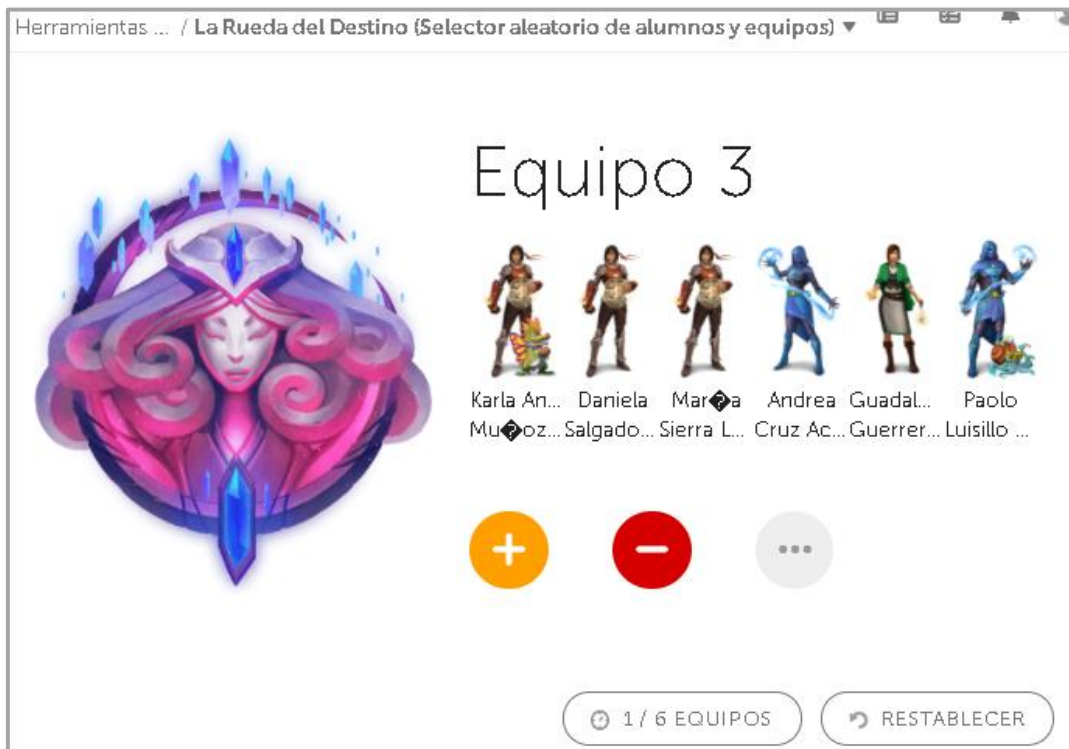 Herramientas ... / La Rueda del Destino (Selector aleatorio de alumnos y equipos) ▼
Equipo 3
Karla An... Daniela Mar�a Andrea Guadal... Paolo
Mu�oz... Salgado... Sierra L... Cruz Ac... Guerrer... Luisillo ...
1 / 6 EQUIPOS RESTABLECER